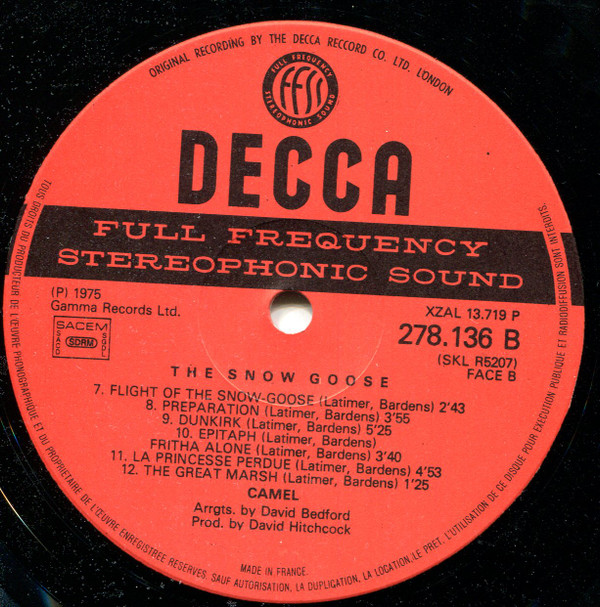 ORIGINAL RECORDING BY THE DECCA RECCORD CO. LTD. LONDON
FULL FREQUENCY
ffss
STEREOPHONIC SOUND
DECCA
FULL FREQUENCY
STEREOPHONIC SOUND
(P) 1975
Gamma Records Ltd.
XZAL 13.719 P
278.136 B
(SKL R5207)
FACE B
SACEM
SACD
SDRM
SGDL
THE SNOW GOOSE
7. FLIGHT OF THE SNOW-GOOSE (Latimer, Bardens) 2'43
8. PREPARATION (Latimer, Bardens) 3'55
9. DUNKIRK (Latimer, Bardens) 5'25
10. EPITAPH (Latimer, Bardens)
FRITHA ALONE (Latimer, Bardens) 3'40
11. LA PRINCESSE PERDUE (Latimer, Bardens) 4'53
12. THE GREAT MARSH (Latimer, Bardens) 1'25
CAMEL
Arrgts. by David Bedford
Prod. by David Hitchcock
MADE IN FRANCE
TOUS DROITS DU PRODUCTEUR DE L'ŒUVRE PHONOGRAPHIQUE ET DU PROPRIETAIRE DE L'ŒUVRE ENREGISTREE RESERVES. SAUF AUTORISATION, LA DUPLICATION, LA LOCATION, LE PRET, L'UTILISATION DE CE DISQUE POUR EXECUTION PUBLIQUE ET RADIODIFFUSION SONT INTERDITS.